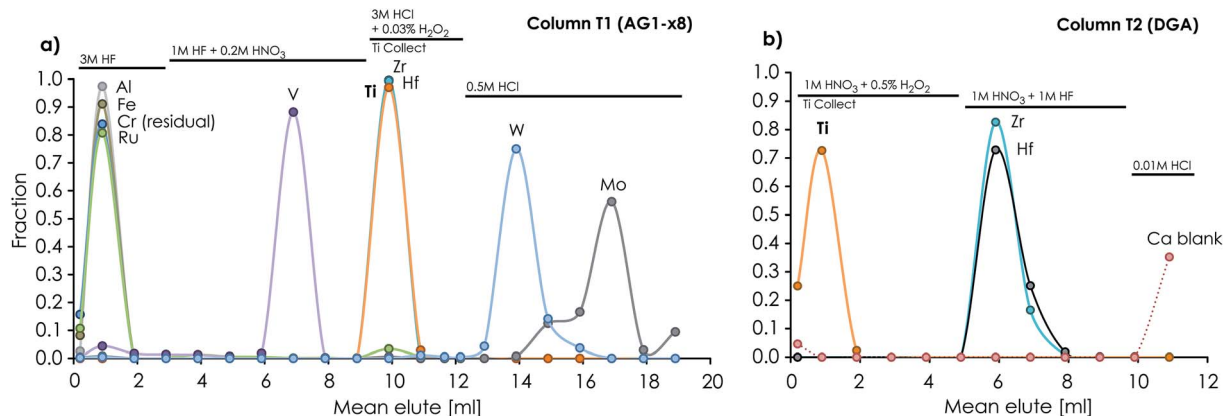 a)
Column T1 (AG1-x8)
3M HF
1M HF + 0.2M HNO₃
3M HCl
+ 0.03% H₂O₂
Ti Collect
0.5M HCl
Al
Fe
Cr (residual)
Ru
V
Ti
Zr
Hf
W
Mo
Fraction
1.0
0.9
0.8
0.7
0.6
0.5
0.4
0.3
0.2
0.1
0.0
0 2 4 6 8 10 12 14 16 18 20
Mean elute [ml]
b)
Column T2 (DGA)
1M HNO₃ + 0.5% H₂O₂
Ti Collect
1M HNO₃ + 1M HF
0.01M HCl
Ti
Zr
Hf
Ca blank
1.0
0.9
0.8
0.7
0.6
0.5
0.4
0.3
0.2
0.1
0.0
0 2 4 6 8 10 12
Mean elute [ml]